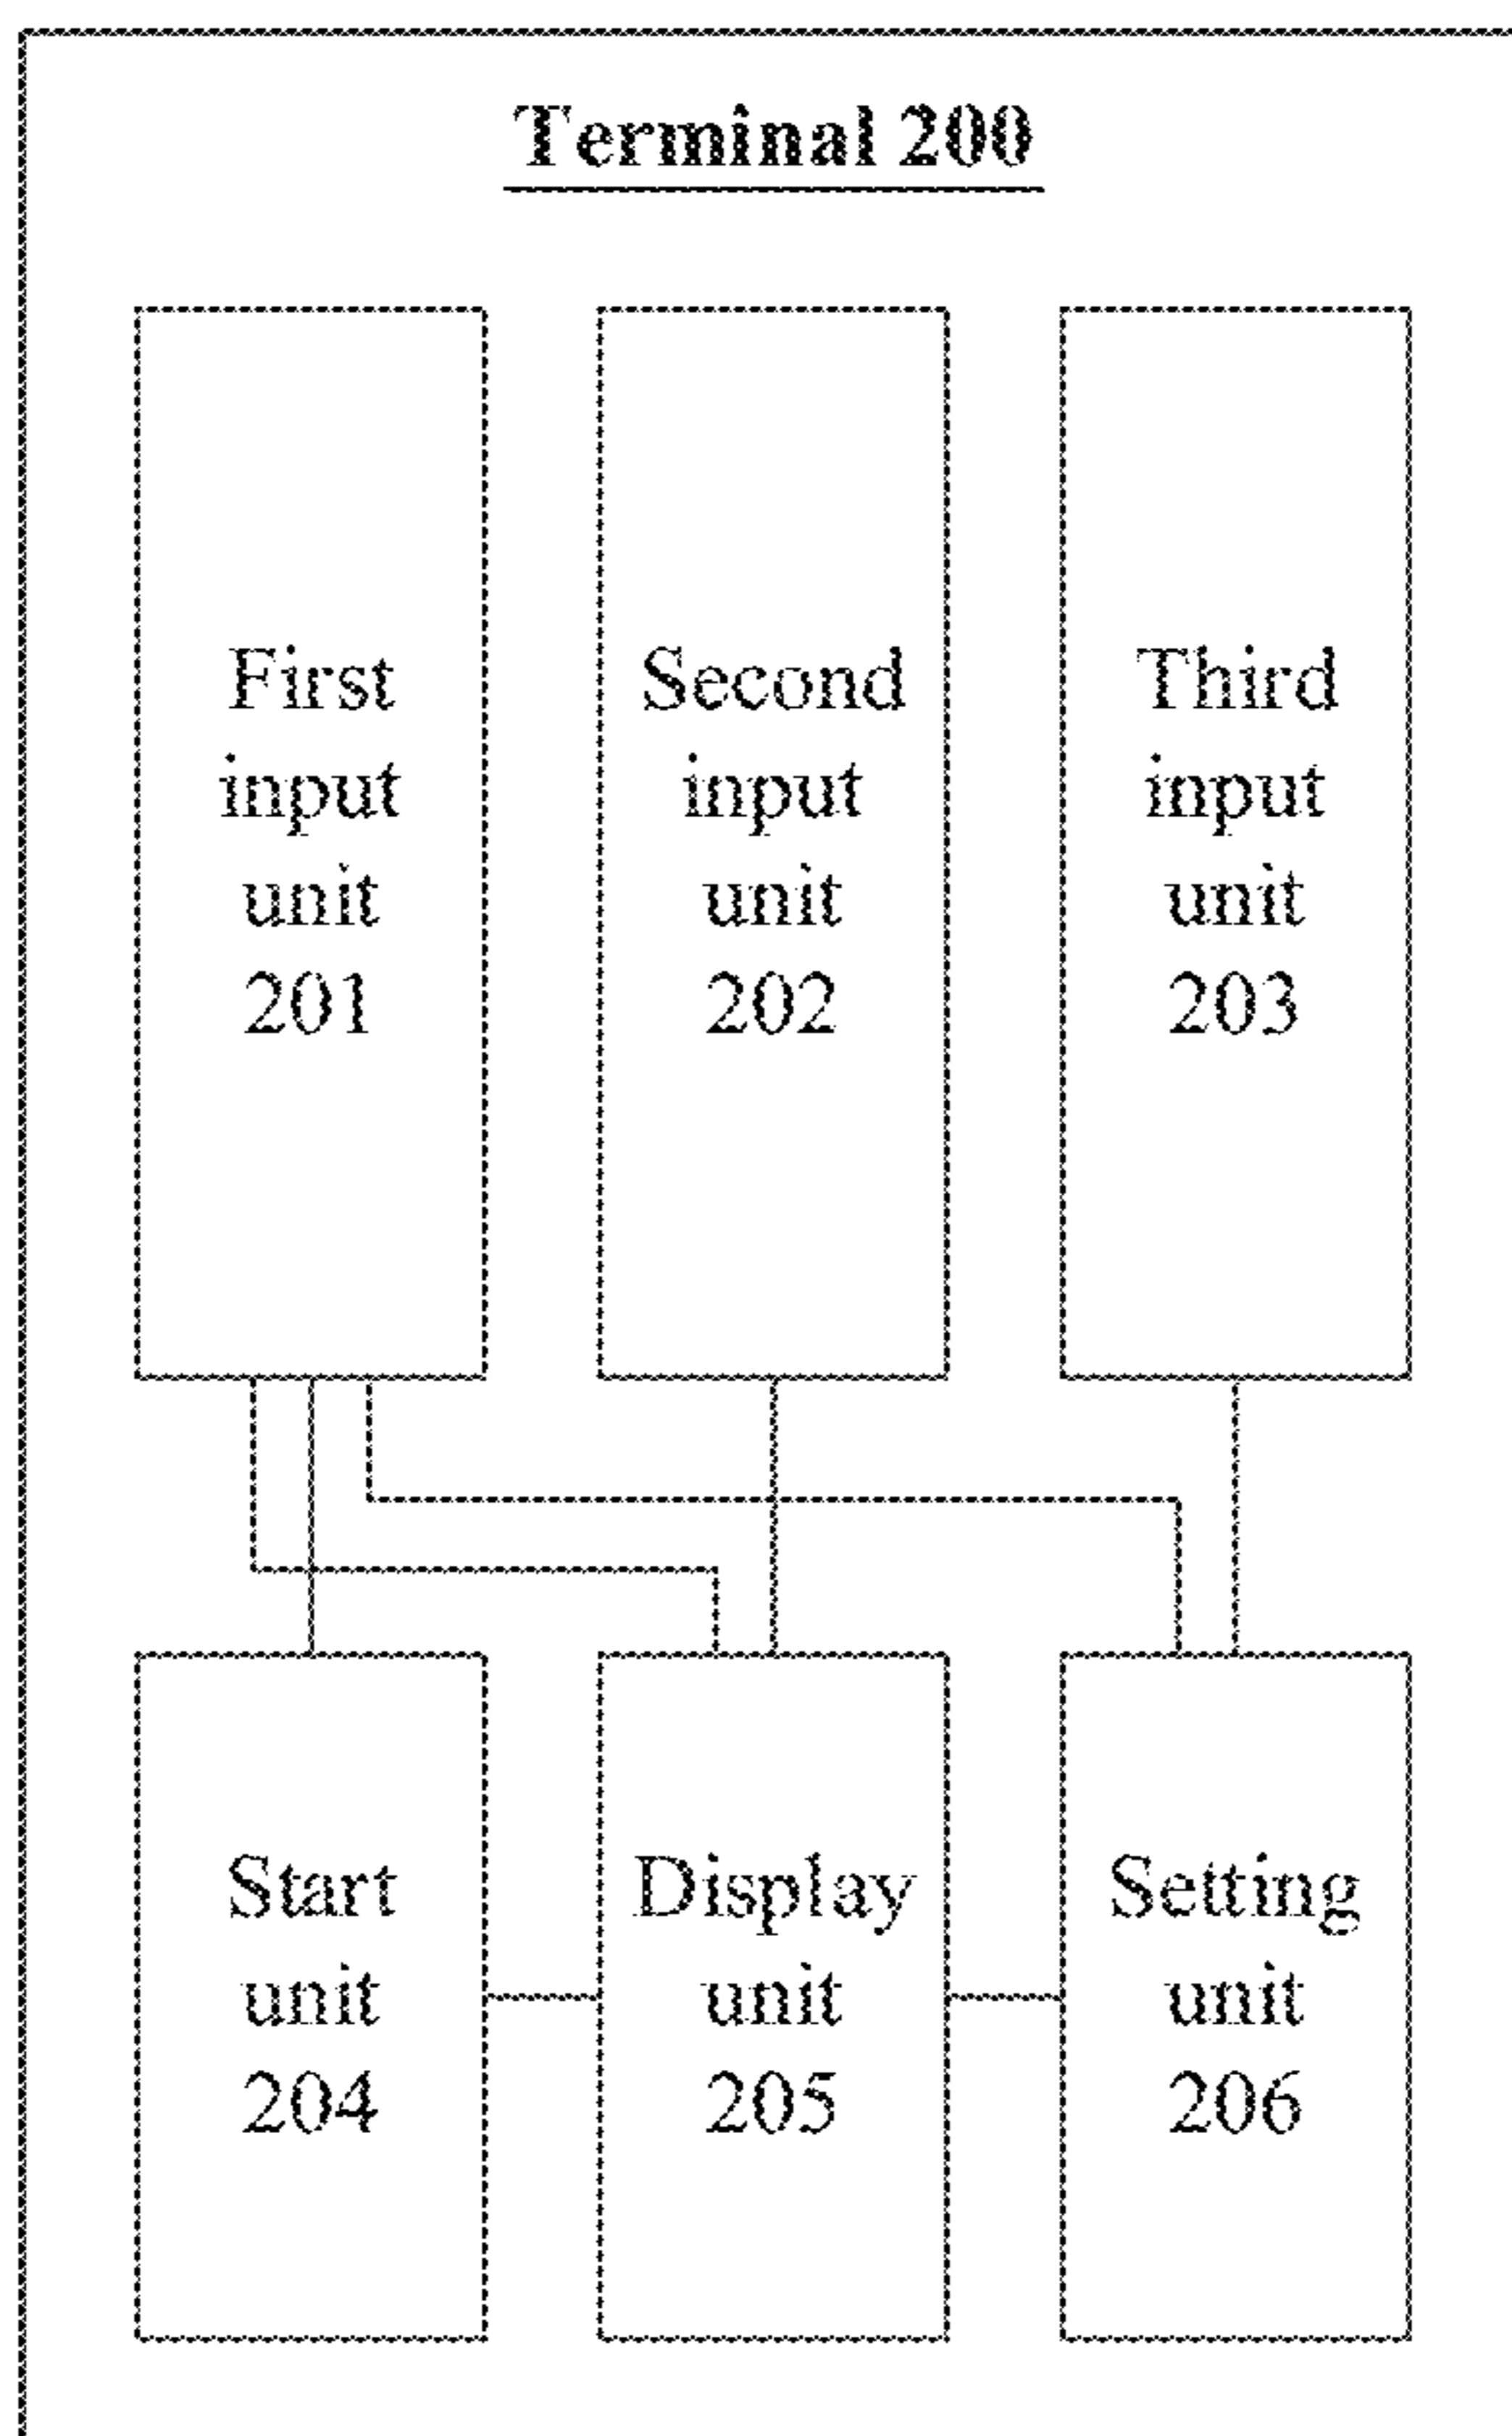 Terminal 200
First
input
unit
201
Second
input
unit
202
Third
input
unit
203
Start
unit
204
Display
unit
205
Setting
unit
206